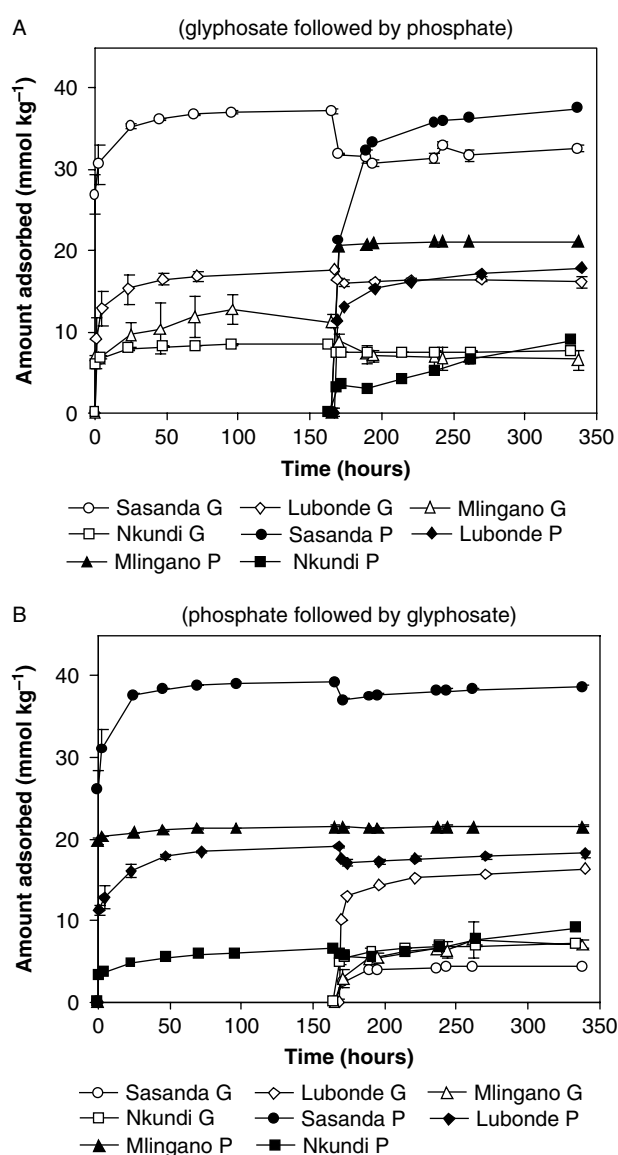 A (glyphosate followed by phosphate)
Amount adsorbed (mmol kg⁻¹)
40
30
20
10
0
0 50 100 150 200 250 300 350
Time (hours)
Sasanda G Lubonde G Mlingano G
Nkundi G Sasanda P Lubonde P
Mlingano P Nkundi P
B (phosphate followed by glyphosate)
Amount adsorbed (mmol kg⁻¹)
40
30
20
10
0
0 50 100 150 200 250 300 350
Time (hours)
Sasanda G Lubonde G Mlingano G
Nkundi G Sasanda P Lubonde P
Mlingano P Nkundi P